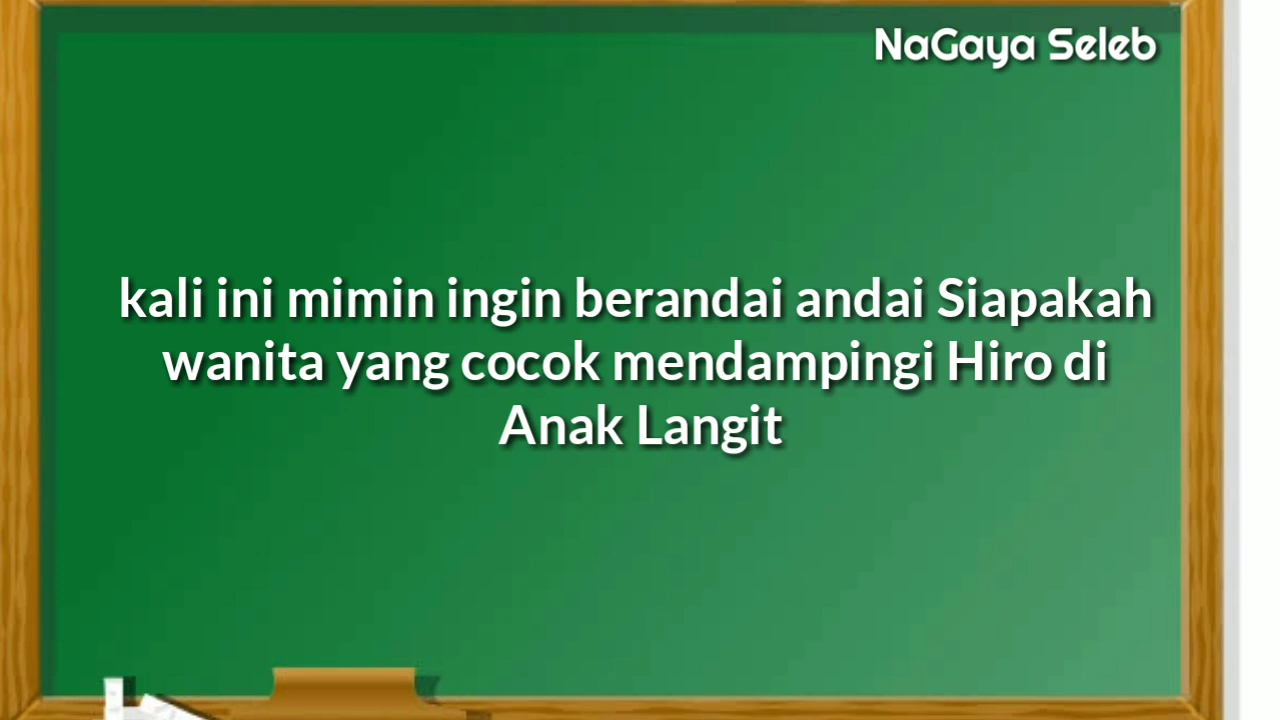 NaGaya Seleb
kali ini mimin ingin berandai andai Siapakah
wanita yang cocok mendampingi Hiro di
Anak Langit